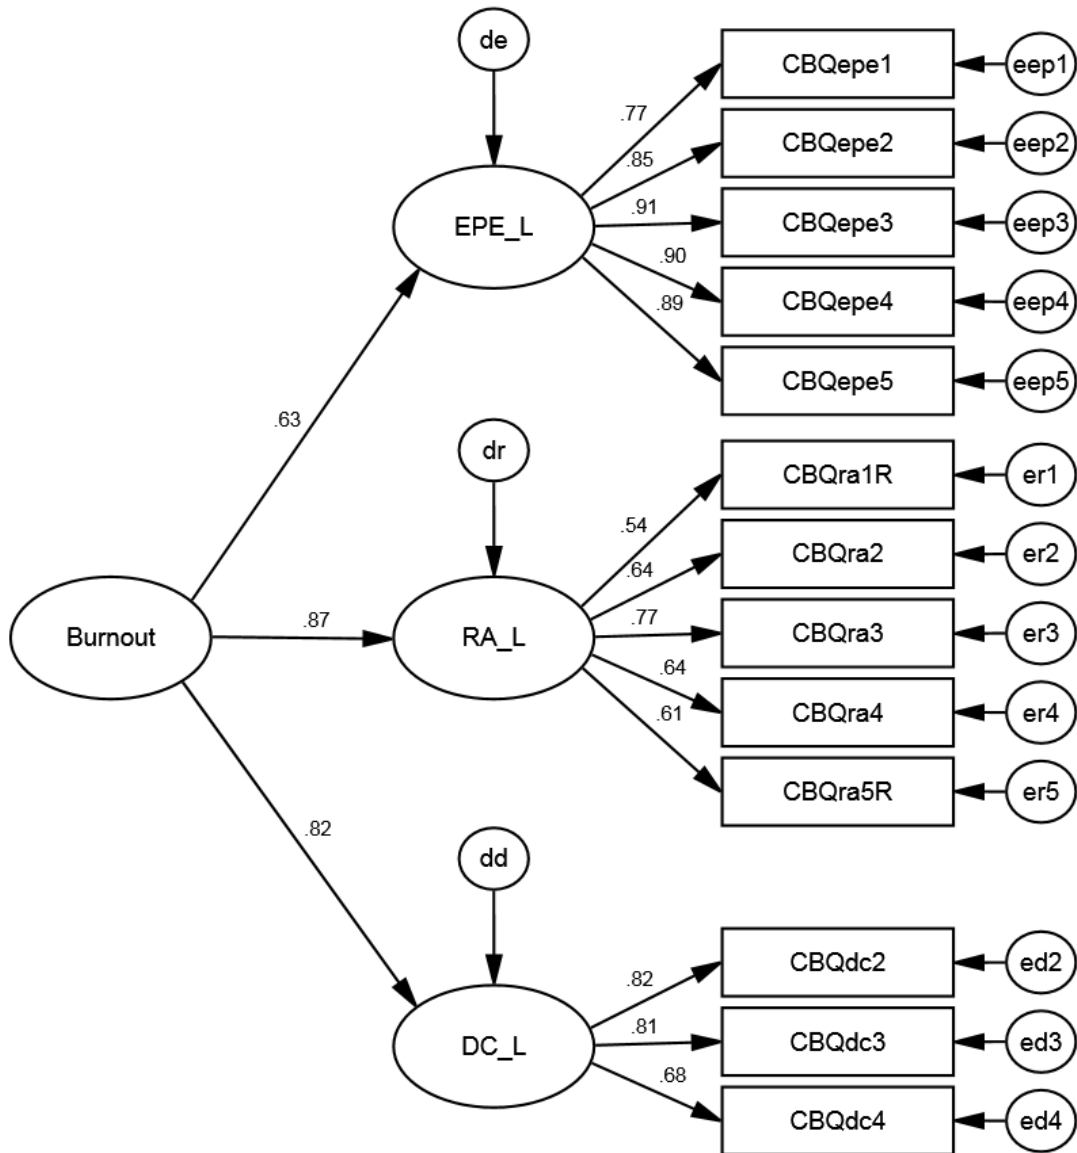 de
CBQepe1
eep1
.77
CBQepe2
eep2
.85
EPE_L
.91
CBQepe3
eep3
.90
CBQepe4
eep4
.89
CBQepe5
eep5
.63
dr
CBQra1R
er1
.54
CBQra2
er2
.64
Burnout
.87
RA_L
.77
CBQra3
er3
.64
CBQra4
er4
.61
CBQra5R
er5
.82
dd
CBQdc2
ed2
.82
DC_L
.81
CBQdc3
ed3
.68
CBQdc4
ed4